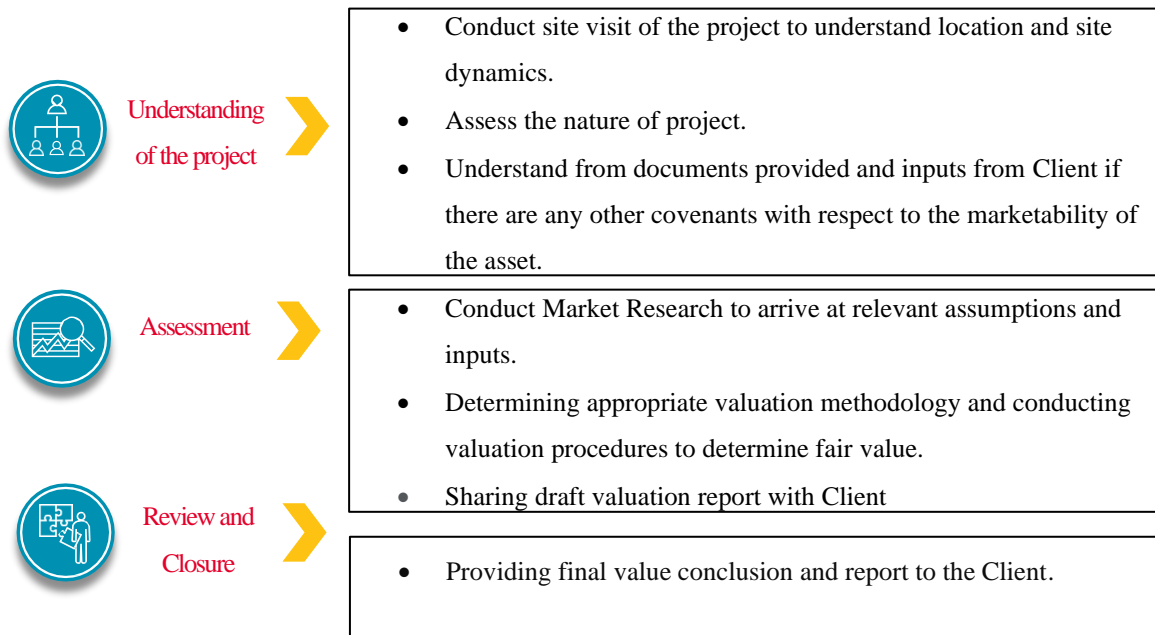 Understanding
of the project
• Conduct site visit of the project to understand location and site
dynamics.
• Assess the nature of project.
• Understand from documents provided and inputs from Client if
there are any other covenants with respect to the marketability of
the asset.
Assessment
• Conduct Market Research to arrive at relevant assumptions and
inputs.
• Determining appropriate valuation methodology and conducting
valuation procedures to determine fair value.
• Sharing draft valuation report with Client
Review and
Closure
• Providing final value conclusion and report to the Client.